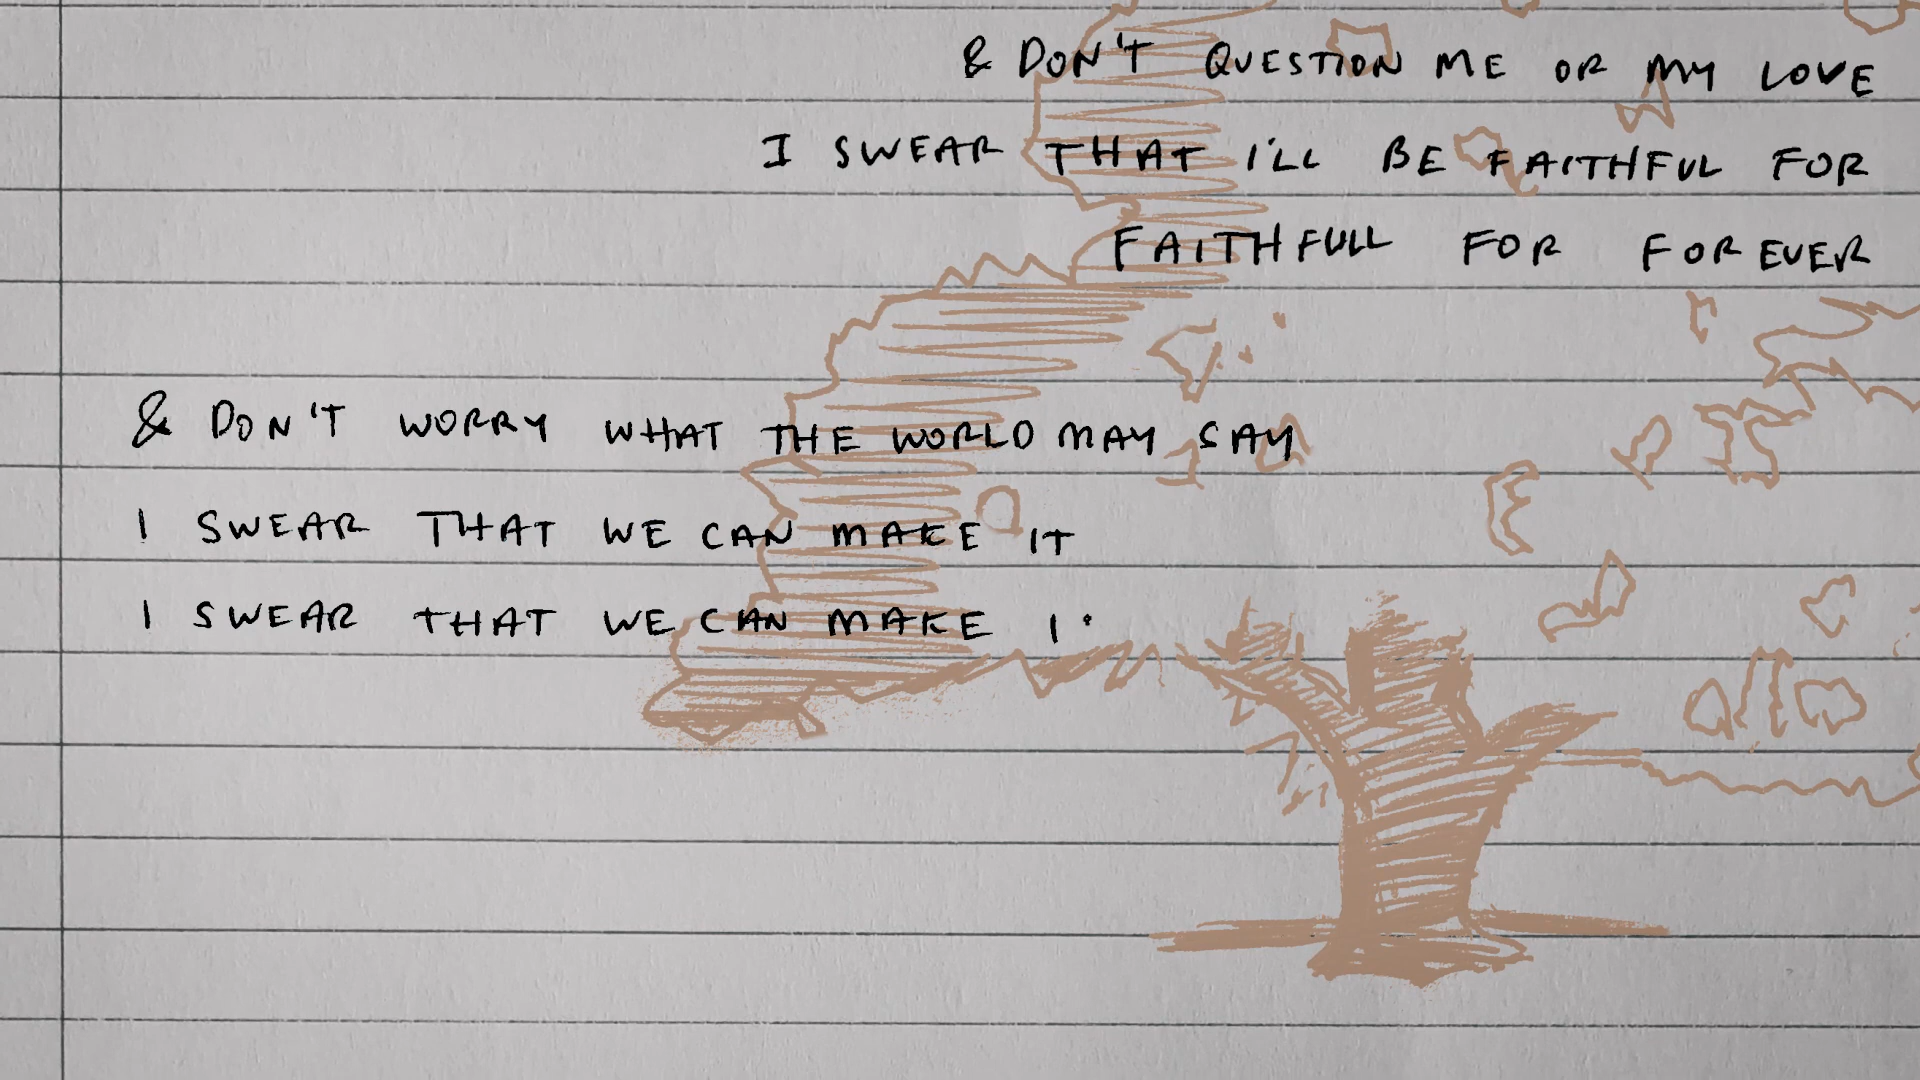 & DON'T QUESTION ME OR MY LOVE
I SWEAR THAT I'LL BE FAITHFUL FOR
FAITHFULL FOR FOREVER
& DON'T WORRY WHAT THE WORLD MAY SAY
I SWEAR THAT WE CAN MAKE IT
I SWEAR THAT WE CAN MAKE I